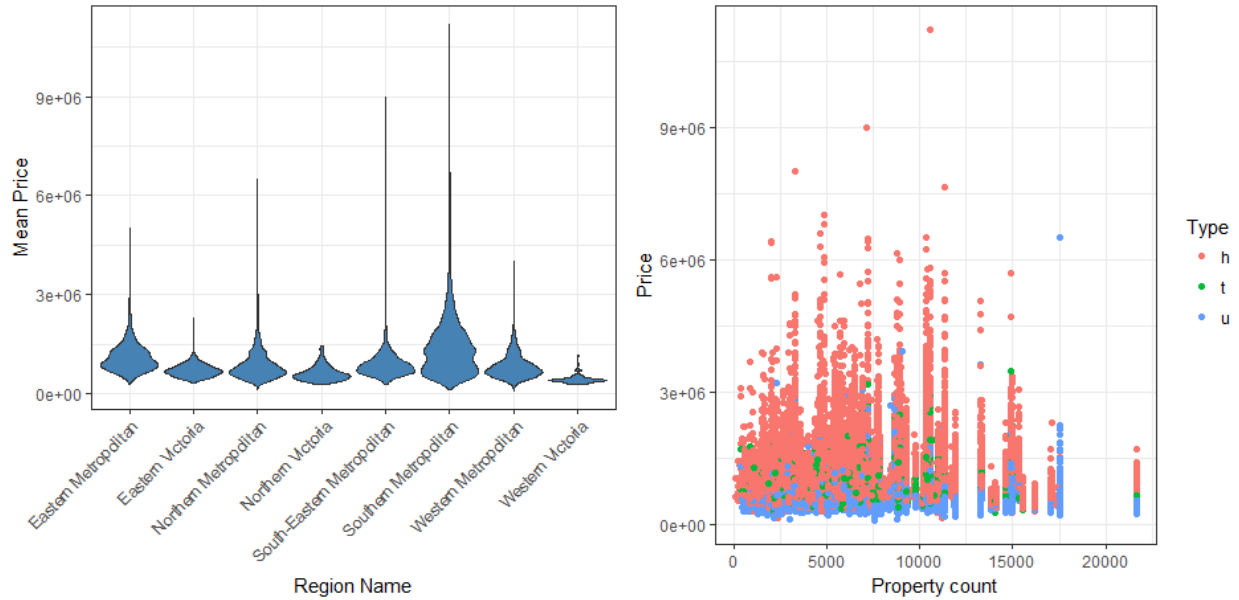 Mean Price
9e+06
6e+06
3e+06
0e+00
Eastern Metropolitan
Eastern Victoria
Northern Metropolitan
Northern Victoria
South-Eastern Metropolitan
Southern Metropolitan
Western Metropolitan
Western Victoria
Region Name
Price
9e+06
6e+06
3e+06
0e+00
0
5000
10000
15000
20000
Property count
Type
h
t
u